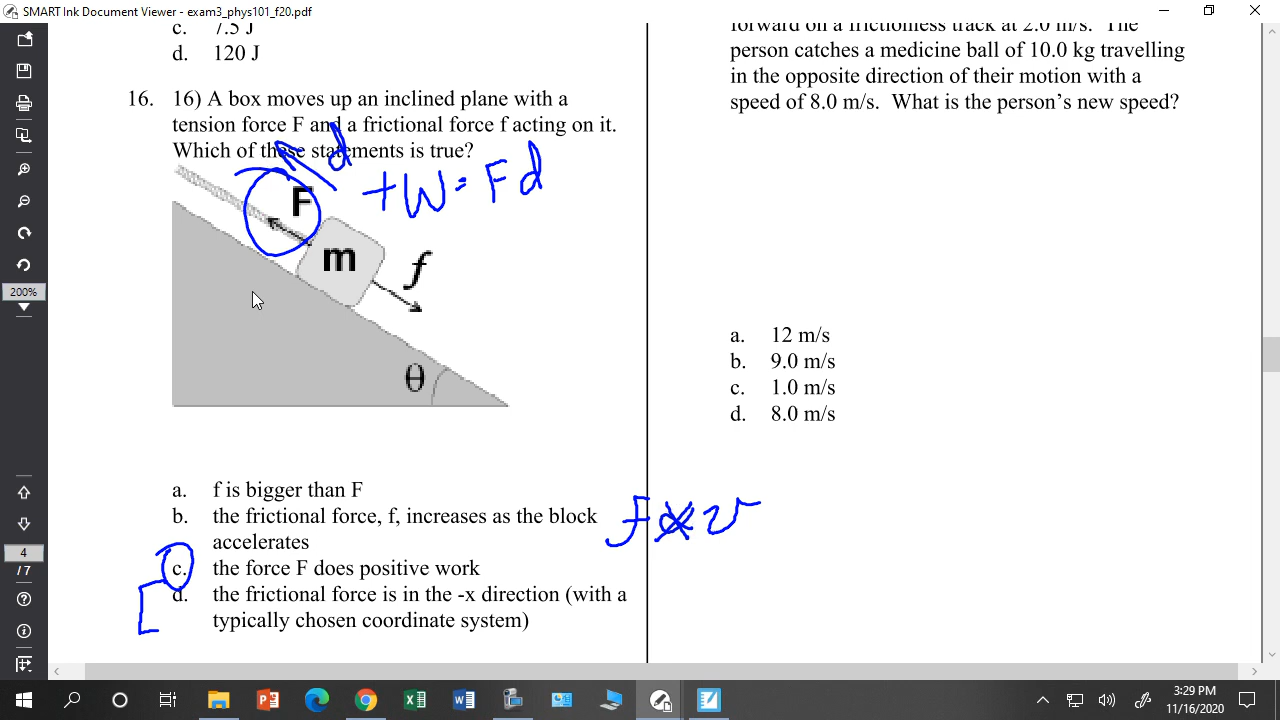 SMART Ink Document Viewer - exam3_phys101_f20.pdf
c. 7.5 J
d. 120 J
16. 16) A box moves up an inclined plane with a
tension force F and a frictional force f acting on it.
Which of these statements is true?
d
+W = Fd
F
m
f
θ
a. f is bigger than F
b. the frictional force, f, increases as the block
accelerates
c. the force F does positive work
d. the frictional force is in the -x direction (with a
typically chosen coordinate system)
forward on a frictionless track at 2.0 m/s. The
person catches a medicine ball of 10.0 kg travelling
in the opposite direction of their motion with a
speed of 8.0 m/s. What is the person’s new speed?
a. 12 m/s
b. 9.0 m/s
c. 1.0 m/s
d. 8.0 m/s
200%
4
/ 7
3:29 PM
11/16/2020